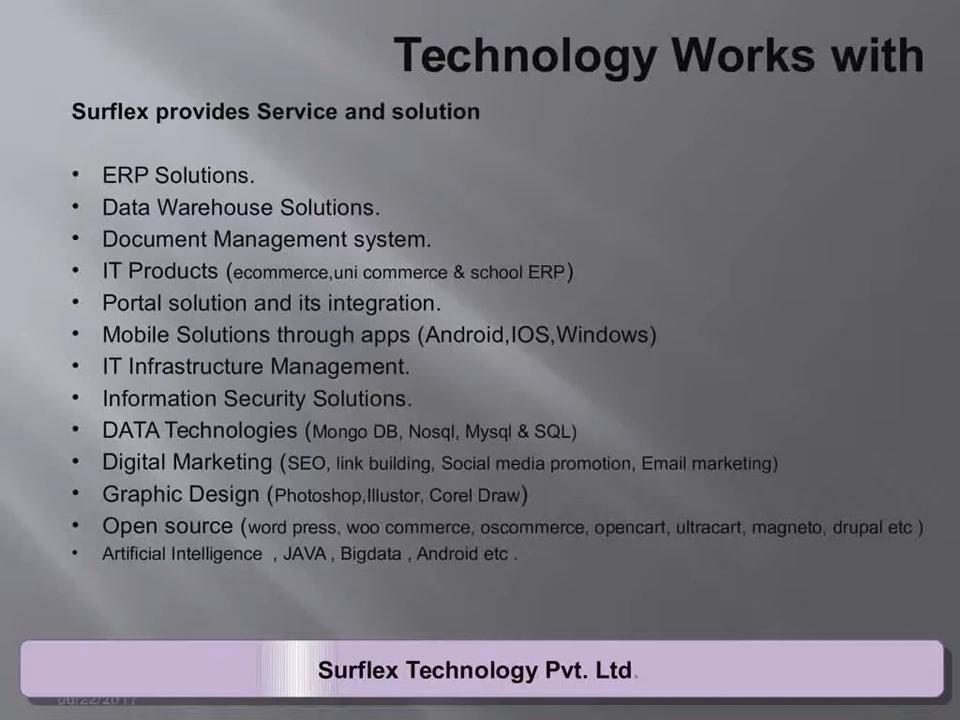 Technology Works with
Surflex provides Service and solution
• ERP Solutions.
• Data Warehouse Solutions.
• Document Management system.
• IT Products (ecommerce,uni commerce & school ERP)
• Portal solution and its integration.
• Mobile Solutions through apps (Android,IOS,Windows)
• IT Infrastructure Management.
• Information Security Solutions.
• DATA Technologies (Mongo DB, Nosql, Mysql & SQL)
• Digital Marketing (SEO, link building, Social media promotion, Email marketing)
• Graphic Design (Photoshop,Illustor, Corel Draw)
• Open source (word press, woo commerce, oscommerce, opencart, ultracart, magneto, drupal etc )
• Artificial Intelligence , JAVA , Bigdata , Android etc .
Surflex Technology Pvt. Ltd.